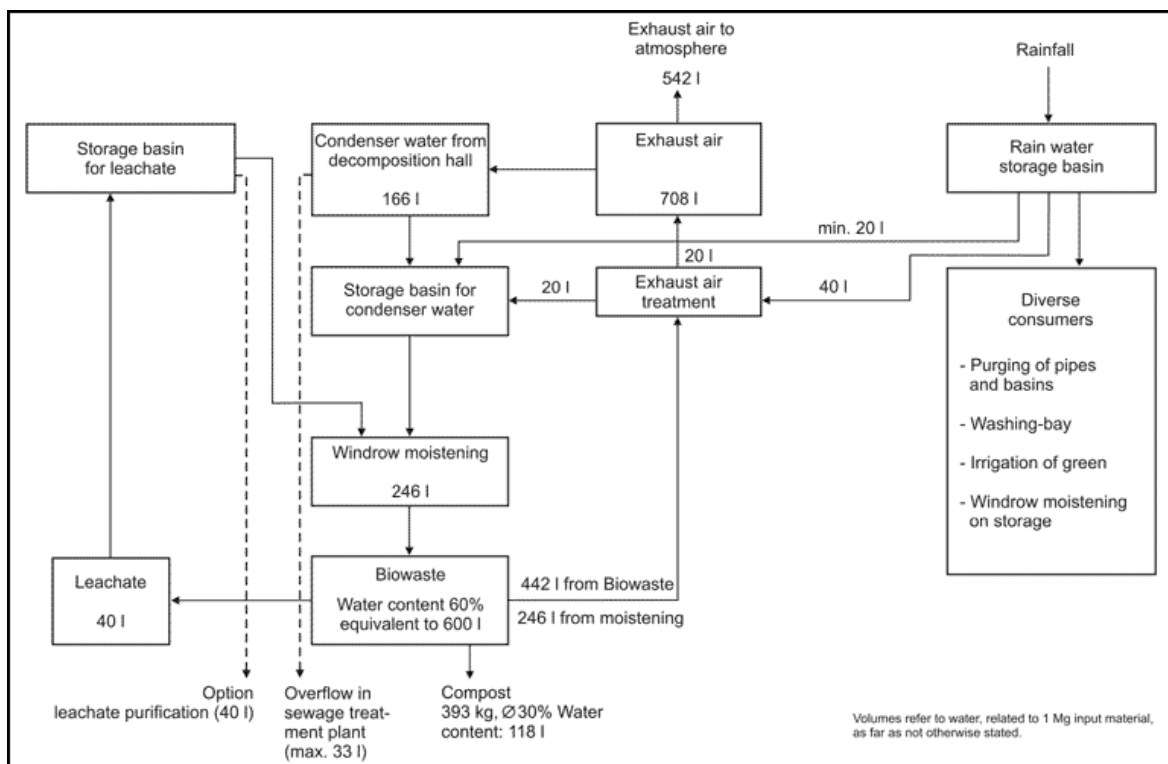 Exhaust air to
atmosphere
542 l
Rainfall
Storage basin
for leachate
Condenser water from
decomposition hall
166 l
Exhaust air
708 l
Rain water
storage basin
min. 20 l
20 l
Storage basin for
condenser water
20 l
Exhaust air
treatment
40 l
Diverse
consumers
- Purging of pipes
and basins
- Washing-bay
- Irrigation of green
- Windrow moistening
on storage
Windrow moistening
246 l
Leachate
40 l
Biowaste
Water content 60%
equivalent to 600 l
442 l from Biowaste
246 l from moistening
Option
leachate purification (40 l)
Overflow in
sewage treat-
ment plant
(max. 33 l)
Compost
393 kg, Ø30% Water
content: 118 l
Volumes refer to water, related to 1 Mg input material,
as far as not otherwise stated.